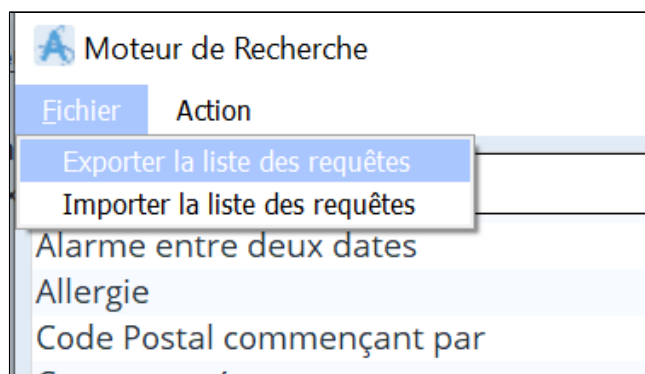 Moteur de Recherche
Fichier Action
Exporter la liste des requêtes
Importer la liste des requêtes
Alarme entre deux dates
Allergie
Code Postal commençant par